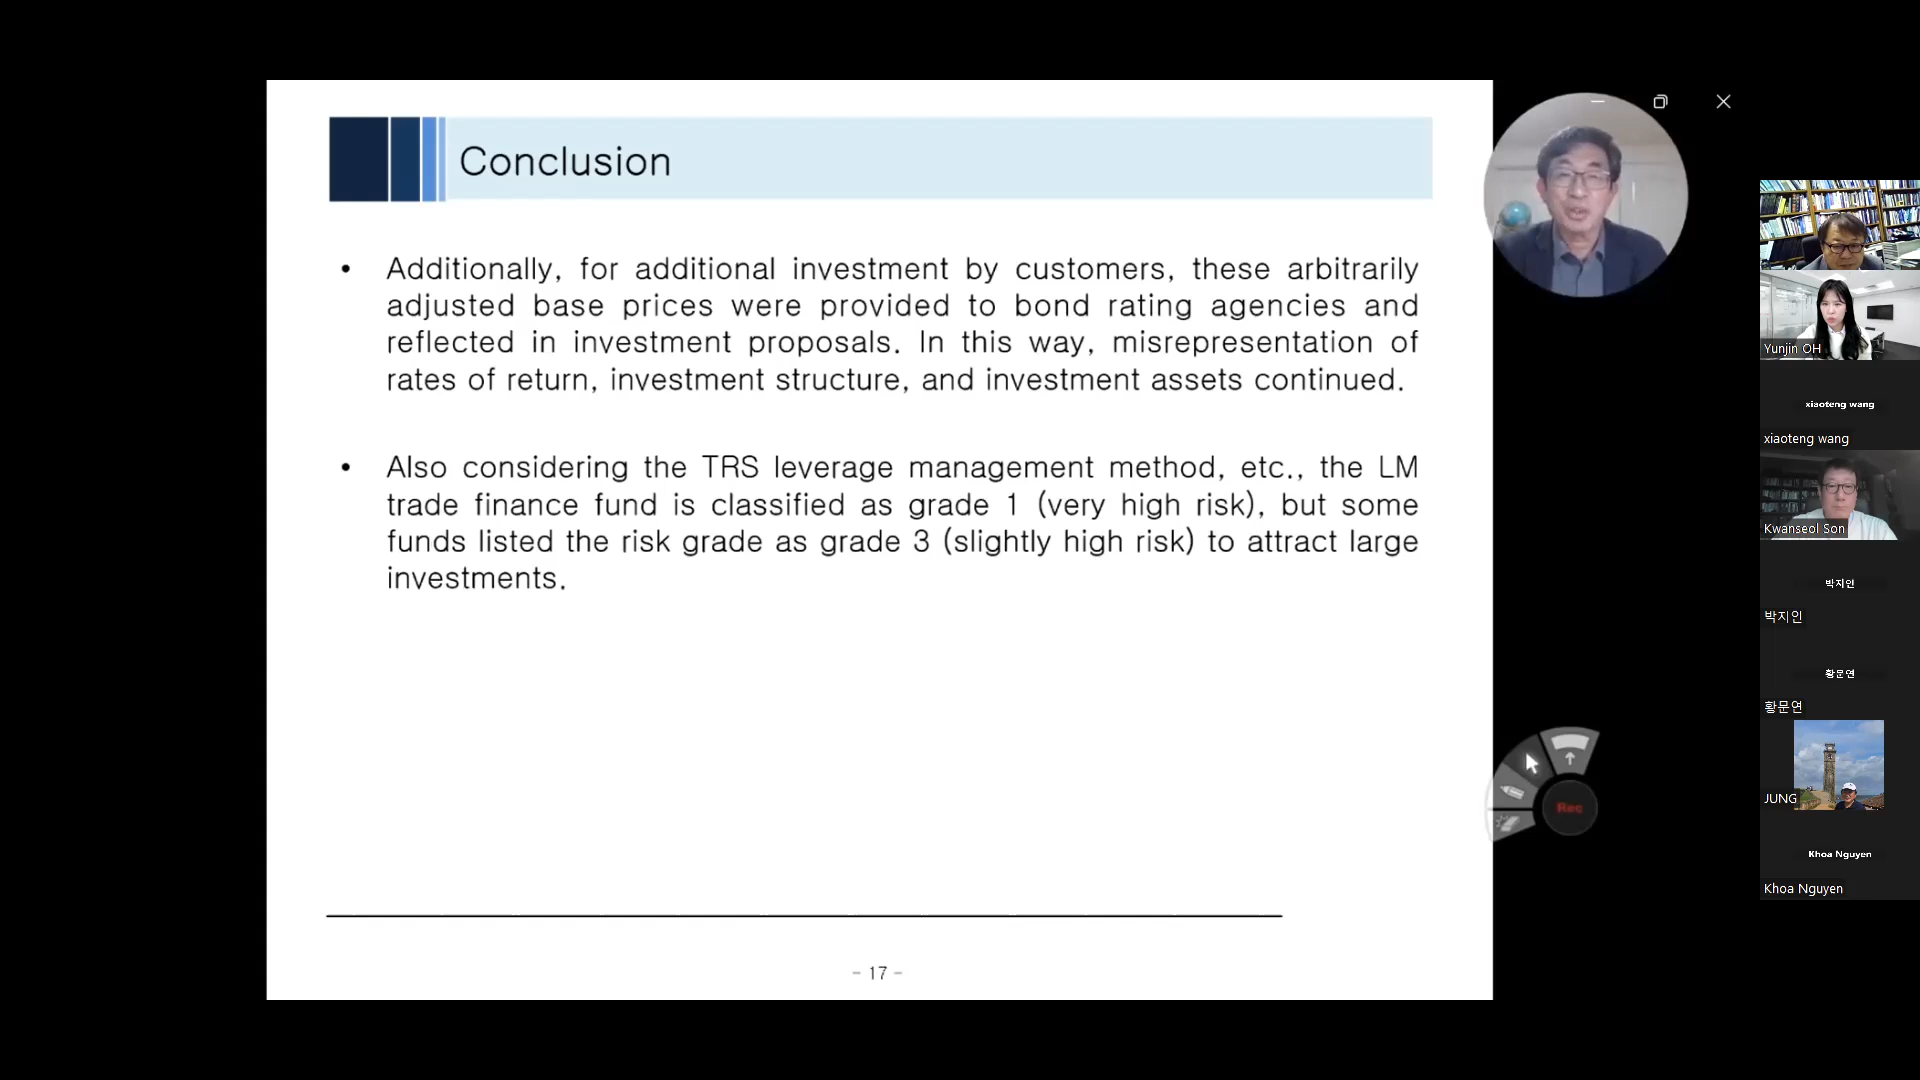 Conclusion
• Additionally, for additional investment by customers, these arbitrarily
adjusted base prices were provided to bond rating agencies and
reflected in investment proposals. In this way, misrepresentation of
rates of return, investment structure, and investment assets continued.
• Also considering the TRS leverage management method, etc., the LM
trade finance fund is classified as grade 1 (very high risk), but some
funds listed the risk grade as grade 3 (slightly high risk) to attract large
investments.
- 17 -
Rec
Yunjin OH
xiaoteng wang
xiaoteng wang
Kwanseol Son
박지인
박지인
황문연
황문연
JUNG
Khoa Nguyen
Khoa Nguyen